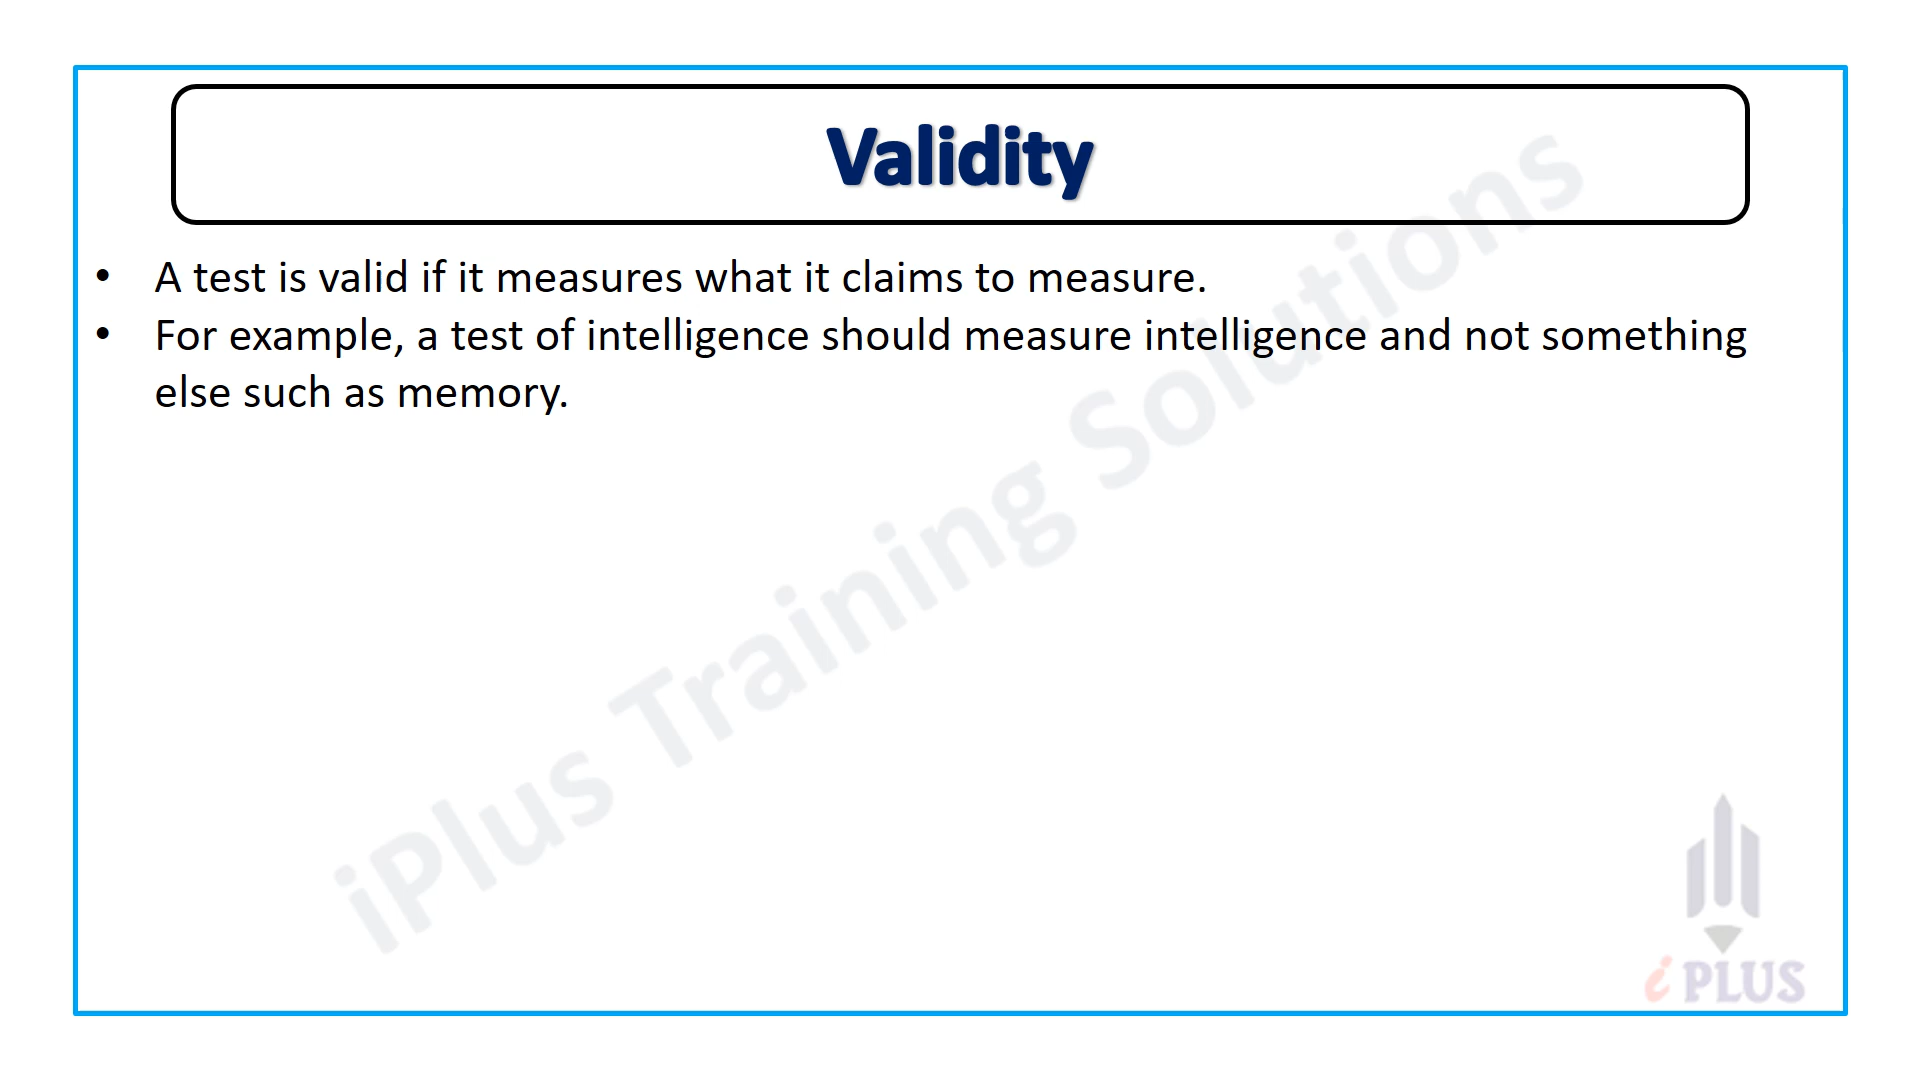 Validity
• A test is valid if it measures what it claims to measure.
• For example, a test of intelligence should measure intelligence and not something
else such as memory.
iPlus Training Solutions
i PLUS